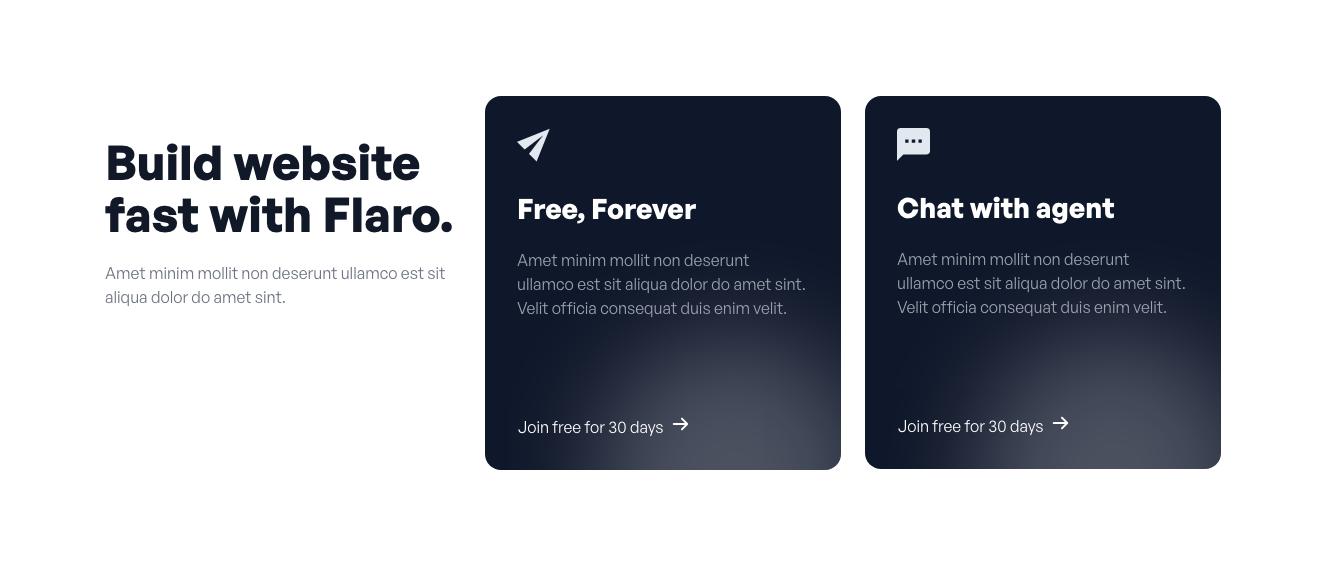 Build website
fast with Flaro.
Amet minim mollit non deserunt ullamco est sit
aliqua dolor do amet sint.
Free, Forever
Amet minim mollit non deserunt
ullamco est sit aliqua dolor do amet sint.
Velit officia consequat duis enim velit.
Join free for 30 days
Chat with agent
Amet minim mollit non deserunt
ullamco est sit aliqua dolor do amet sint.
Velit officia consequat duis enim velit.
Join free for 30 days